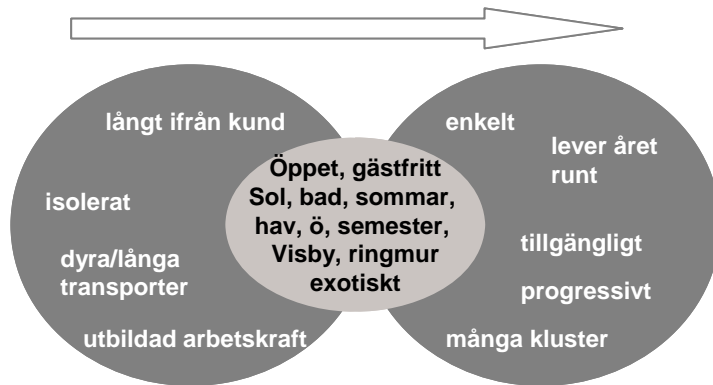 långt ifrån kund
isolerat
dyra/långa
transporter
utbildad arbetskraft
Öppet, gästfritt
Sol, bad, sommar,
hav, ö, semester,
Visby, ringmur
exotiskt
enkelt
lever året
runt
tillgängligt
progressivt
många kluster